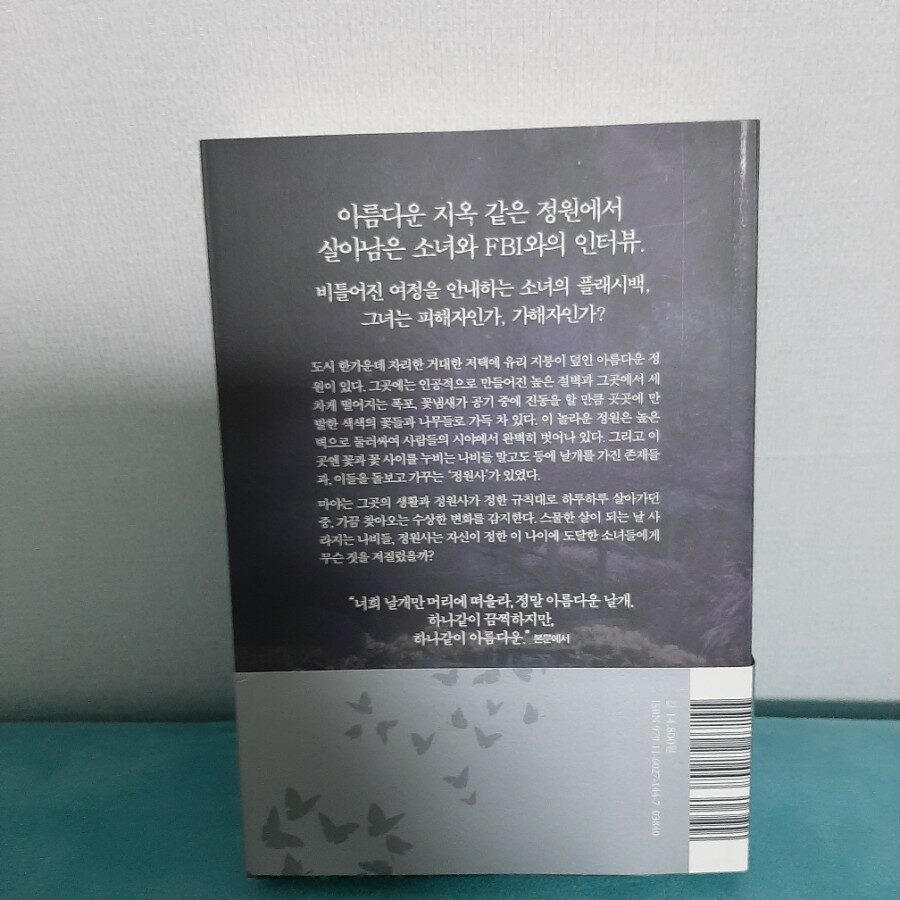 아름다운 지옥 같은 정원에서
살아남은 소녀와 FBI와의 인터뷰.
비틀어진 여정을 안내하는 소녀의 플래시백,
그녀는 피해자인가, 가해자인가?
도시 한가운데 자리한 거대한 저택에 유리 지붕이 덮인 아름다운 정
원이 있다. 그곳에는 인공적으로 만들어진 높은 절벽과 그곳에서 세
차게 떨어지는 폭포, 꽃냄새가 공기 중에 진동을 할 만큼 곳곳에 만
발한 색색의 꽃들과 나무들로 가득 차 있다. 이 놀라운 정원은 높은
벽으로 둘러싸여 사람들의 시야에서 완벽히 벗어나 있다. 그리고 이
곳엔 꽃과 꽃 사이를 누비는 나비들 말고도 등에 날개를 가진 존재들
과, 이들을 돌보고 가꾸는 '정원사'가 있었다.
마야는 그곳의 생활과 정원사가 정한 규칙대로 하루하루 살아가던
중, 가끔 찾아오는 수상한 변화를 감지한다. 스물한 살이 되는 날 사
라지는 나비들, 정원사는 자신이 정한 이 나이에 도달한 소녀들에게
무슨 짓을 저질렀을까?
"너희 날개만 머리에 떠올라, 정말 아름다운 날개.
하나같이 끔찍하지만,
하나같이 아름다운." 본문에서
값 14,800원
ISBN 979-11-6027-144-7 03840